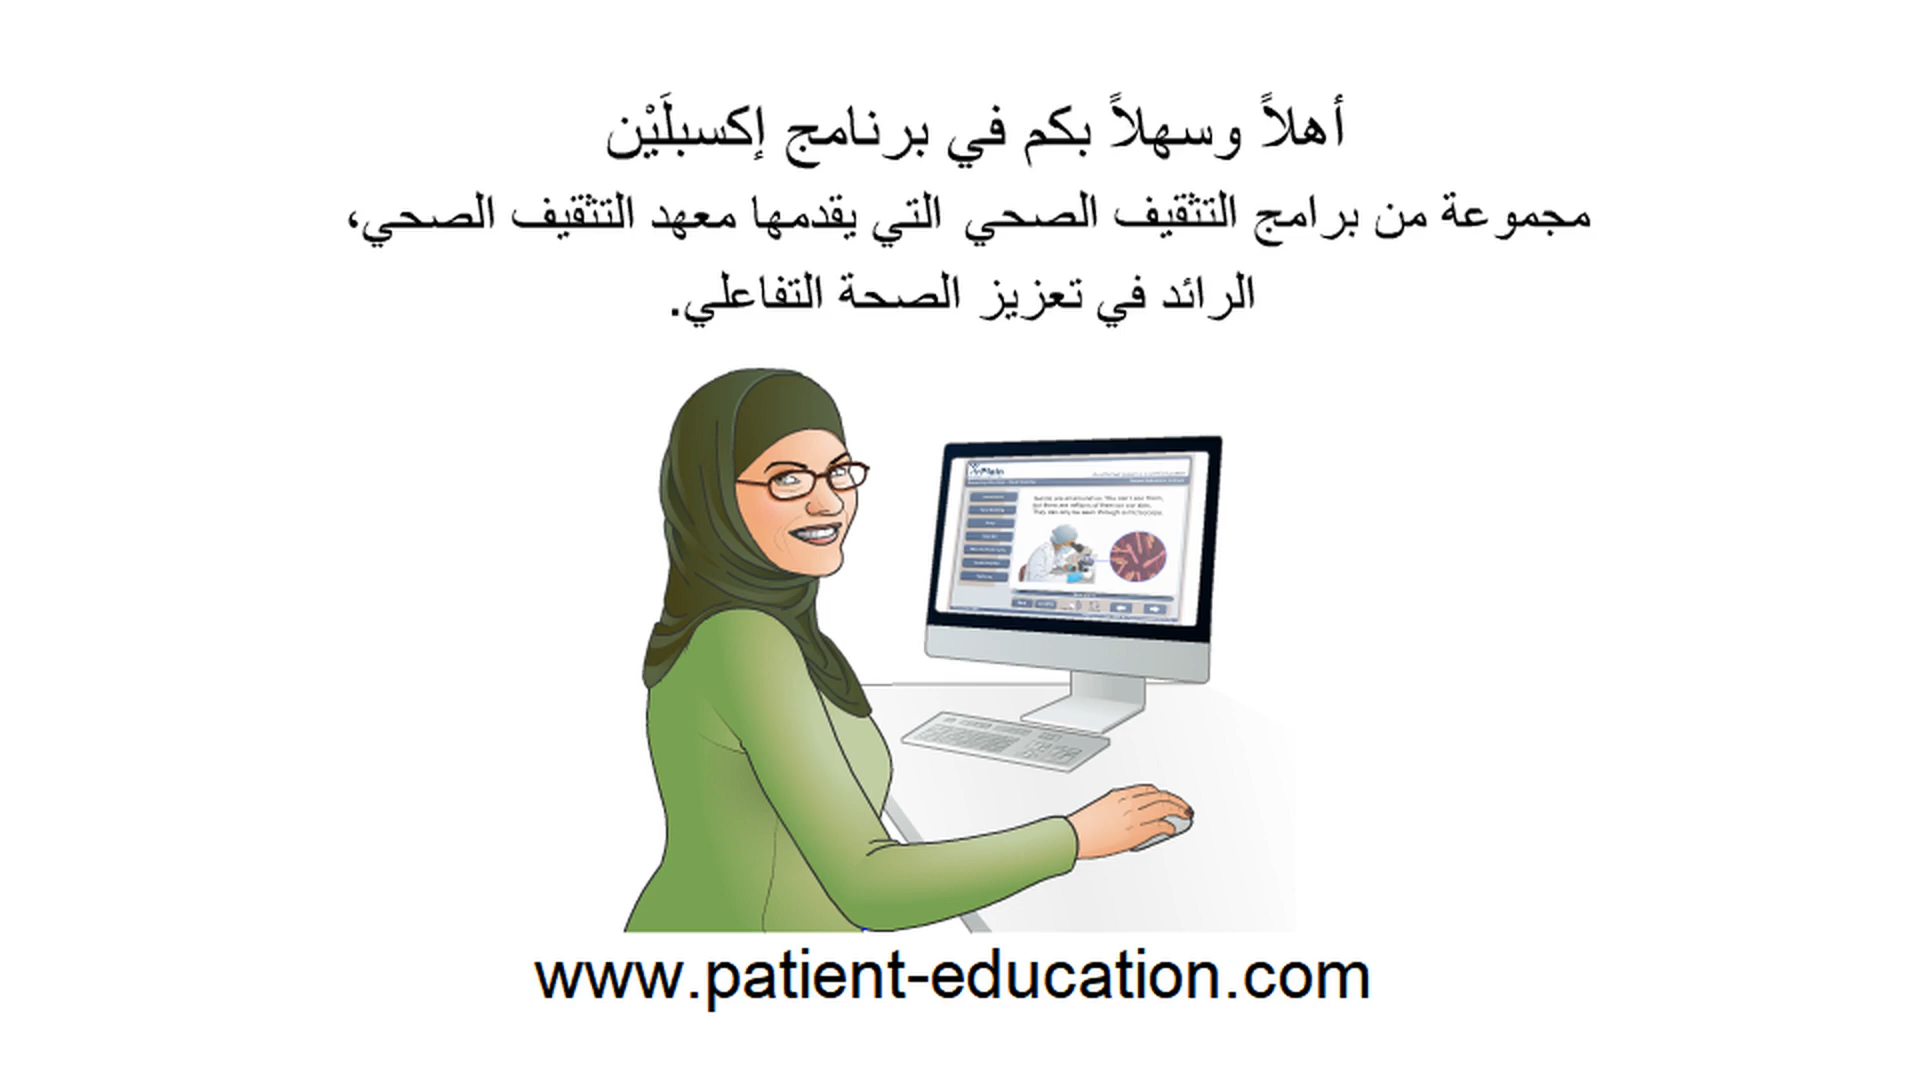 أهلاً وسهلاً بكم في برنامج إكسبلَيْن
مجموعة من برامج التثقيف الصحي التي يقدمها معهد التثقيف الصحي،
الرائد في تعزيز الصحة التفاعلي.
www.patient-education.com